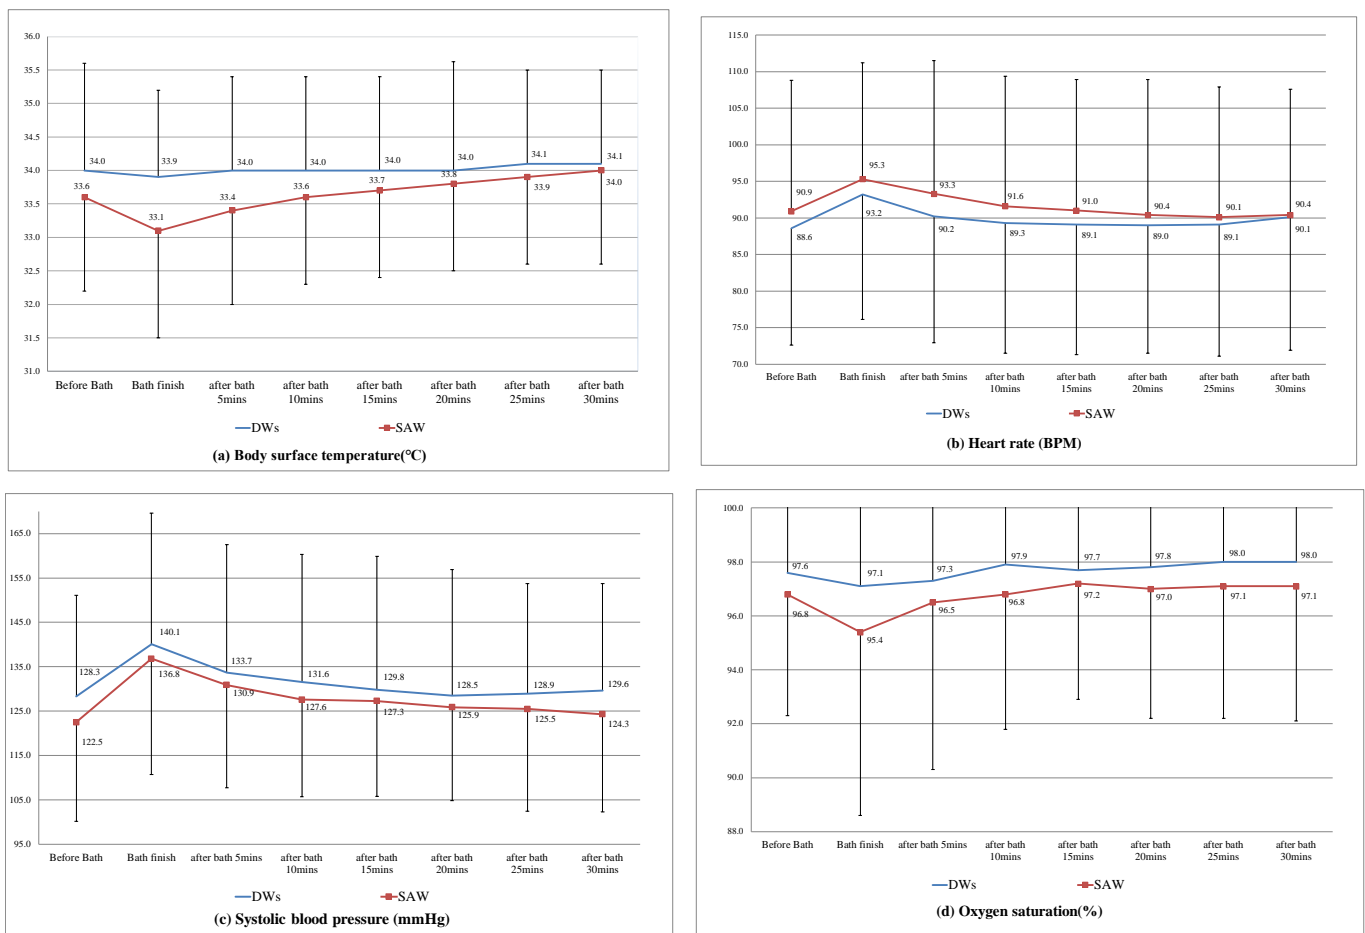 36.0
35.5
35.0
34.5
34.0
33.5
33.0
32.5
32.0
31.5
31.0
34.0 33.9 34.0 34.0 34.0 34.0 34.1 34.1
33.6 33.1 33.4 33.6 33.7 33.8 33.9 34.0
Before Bath Bath finish after bath 5mins after bath 10mins after bath 15mins after bath 20mins after bath 25mins after bath 30mins
DWs SAW
(a) Body surface temperature(°C)
115.0
110.0
105.0
100.0
95.0
90.0
85.0
80.0
75.0
70.0
90.9 95.3 93.3 91.6 91.0 90.4 90.1 90.4
88.6 93.2 90.2 89.3 89.1 89.0 89.1 90.1
Before Bath Bath finish after bath 5mins after bath 10mins after bath 15mins after bath 20mins after bath 25mins after bath 30mins
DWs SAW
(b) Heart rate (BPM)
165.0
155.0
145.0
135.0
125.0
115.0
105.0
95.0
128.3 140.1 133.7 131.6 129.8 128.5 128.9 129.6
122.5 136.8 130.9 127.6 127.3 125.9 125.5 124.3
Before Bath Bath finish after bath 5mins after bath 10mins after bath 15mins after bath 20mins after bath 25mins after bath 30mins
DWs SAW
(c) Systolic blood pressure (mmHg)
100.0
98.0
96.0
94.0
92.0
90.0
88.0
97.6 97.1 97.3 97.9 97.7 97.8 98.0 98.0
96.8 95.4 96.5 96.8 97.2 97.0 97.1 97.1
Before Bath Bath finish after bath 5mins after bath 10mins after bath 15mins after bath 20mins after bath 25mins after bath 30mins
DWs SAW
(d) Oxygen saturation(%)